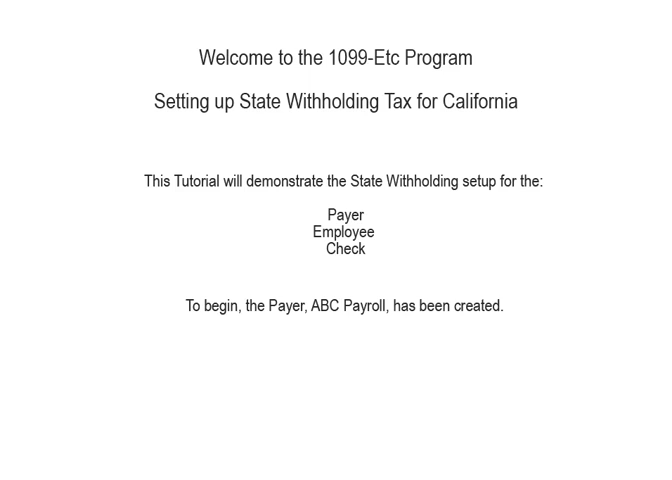 Welcome to the 1099-Etc Program
Setting up State Withholding Tax for California
This Tutorial will demonstrate the State Withholding setup for the:
Payer
Employee
Check
To begin, the Payer, ABC Payroll, has been created.